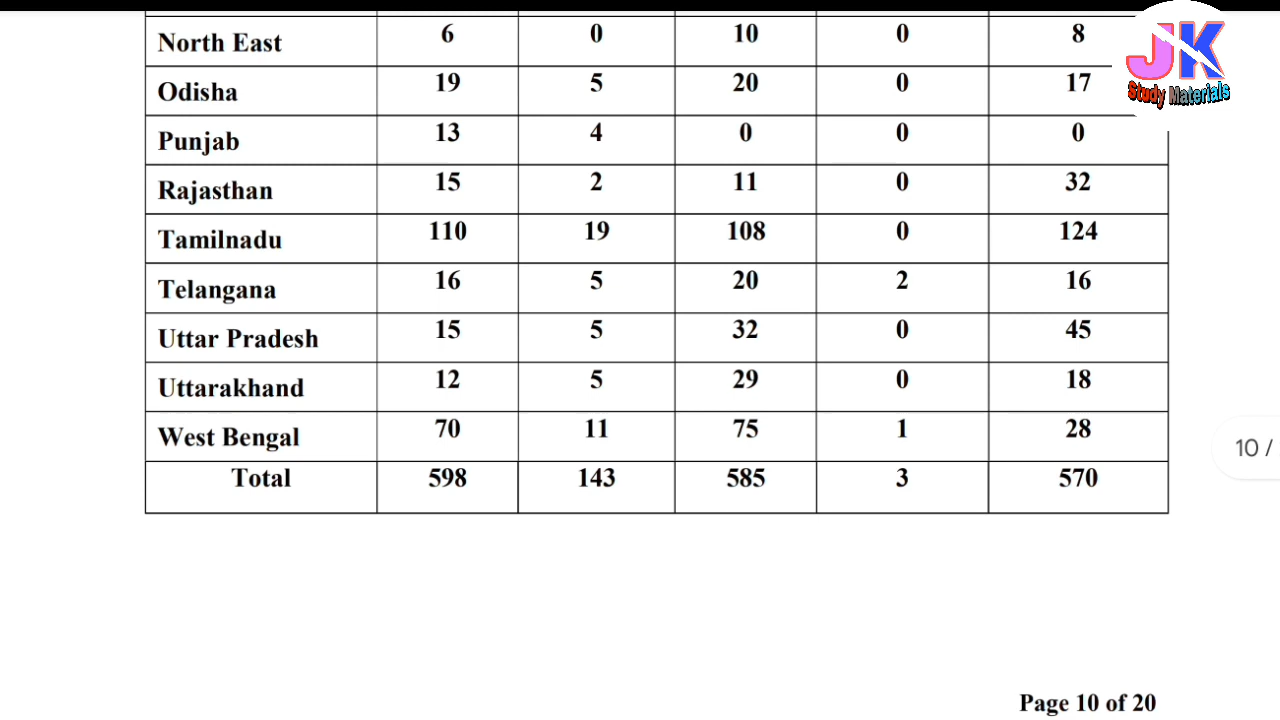 JK
Study Materials
North East 6 0 10 0 8
Odisha 19 5 20 0 17
Punjab 13 4 0 0 0
Rajasthan 15 2 11 0 32
Tamilnadu 110 19 108 0 124
Telangana 16 5 20 2 16
Uttar Pradesh 15 5 32 0 45
Uttarakhand 12 5 29 0 18
West Bengal 70 11 75 1 28
Total 598 143 585 3 570
10 /
Page 10 of 20